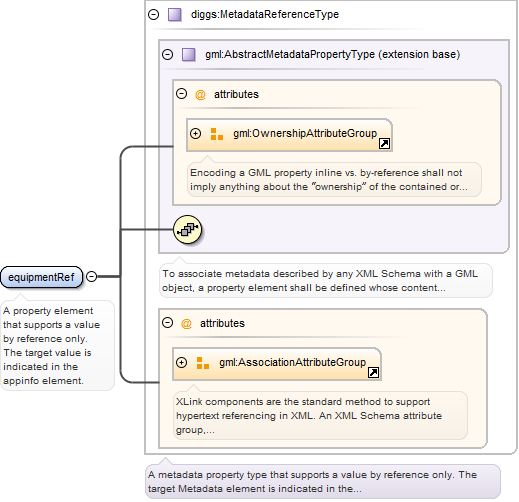 diggs:MetadataReferenceType
gml:AbstractMetadataPropertyType (extension base)
@ attributes
gml:OwnershipAttributeGroup
Encoding a GML property inline vs. by-reference shall not
imply anything about the "ownership" of the contained or...
To associate metadata described by any XML Schema with a GML
object, a property element shall be defined whose content...
equipmentRef
A property element
that supports a value
by reference only.
The target value is
indicated in the
appinfo element.
@ attributes
gml:AssociationAttributeGroup
XLink components are the standard method to support
hypertext referencing in XML. An XML Schema attribute
group,...
A metadata property type that supports a value by reference only. The
target Metadata element is indicated in the...